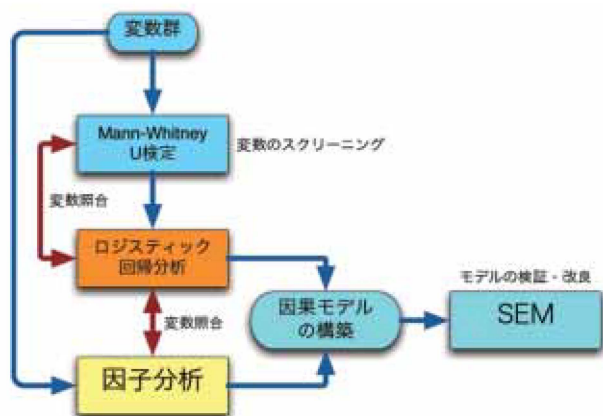 変数群
Mann-Whitney
U検定
変数のスクリーニング
変数照合
ロジスティック
回帰分析
変数照合
因子分析
因果モデル
の構築
モデルの検証・改良
SEM